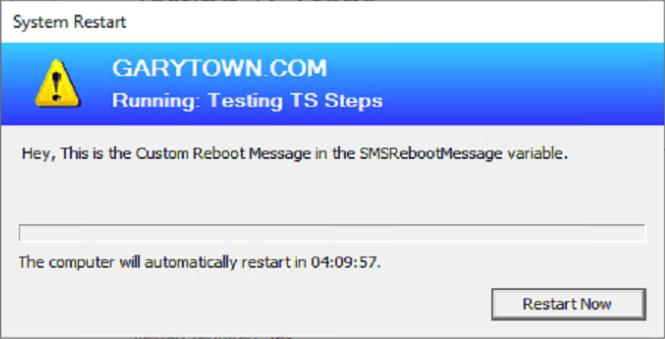 System Restart
GARYTOWN.COM
Running: Testing TS Steps
Hey, This is the Custom Reboot Message in the SMSRebootMessage variable.
The computer will automatically restart in 04:09:57.
Restart Now